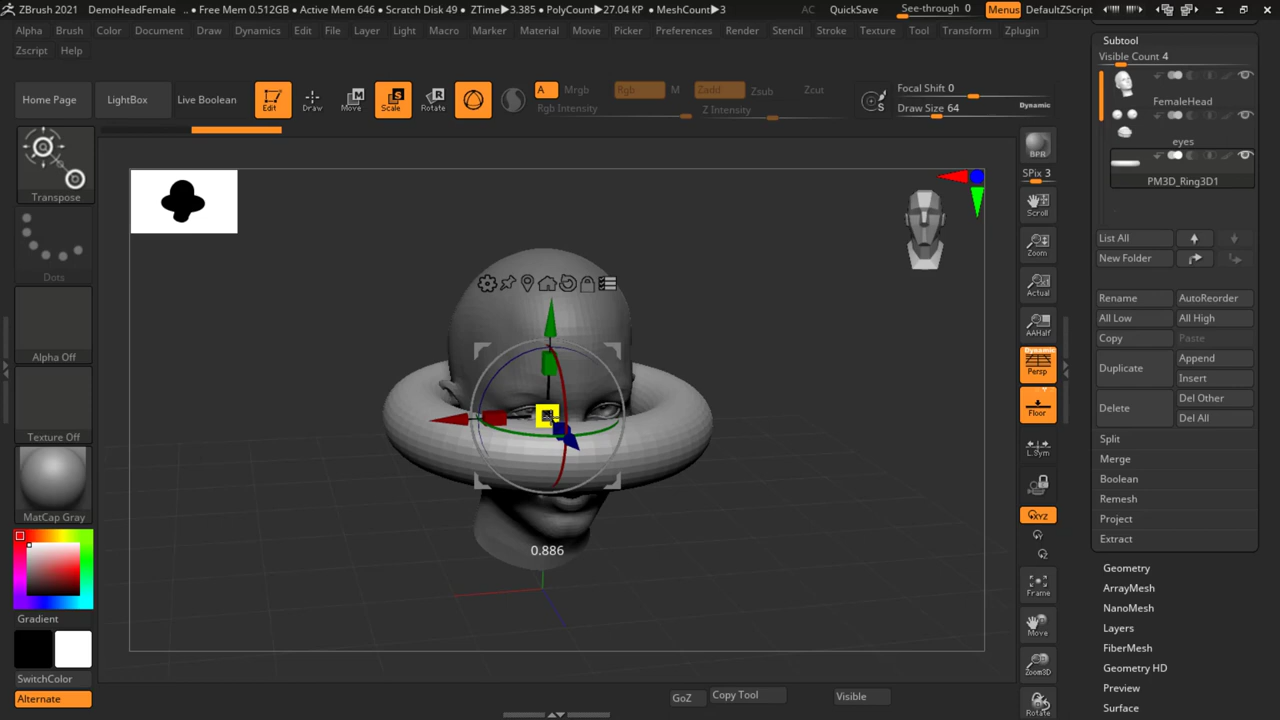 ZBrush 2021 DemoHeadFemale .. • Free Mem 0.512GB • Active Mem 646 • Scratch Disk 49 • ZTime▶3.385 • PolyCount▶27.04 KP • MeshCount▶3 AC QuickSave See-through 0 Menus DefaultZScript
Alpha Brush Color Document Draw Dynamics Edit File Layer Light Macro Marker Material Movie Picker Preferences Render Stencil Stroke Texture Tool Transform Zplugin
Zscript Help
Home Page LightBox Live Boolean Edit Draw Move Scale Rotate
A Mrgb Rgb M Zadd Zsub Zcut
Rgb Intensity Z Intensity
S
Focal Shift 0
Draw Size 64 Dynamic
Transpose
Dots
Alpha Off
Texture Off
MatCap Gray
Gradient
SwitchColor
Alternate
0.886
BPR
SPix 3
Scroll
Zoom
Actual
AAHalf
Dynamic
Persp
Floor
L.Sym
XYZ
Y
Z
Frame
Move
Zoom3D
Rotate
Subtool
Visible Count 4
FemaleHead
eyes
PM3D_Ring3D1
List All
New Folder
Rename AutoReorder
All Low All High
Copy Paste
Duplicate Append
Insert
Delete Del Other
Del All
Split
Merge
Boolean
Remesh
Project
Extract
Geometry
ArrayMesh
NanoMesh
Layers
FiberMesh
Geometry HD
Preview
Surface
GoZ Copy Tool Visible